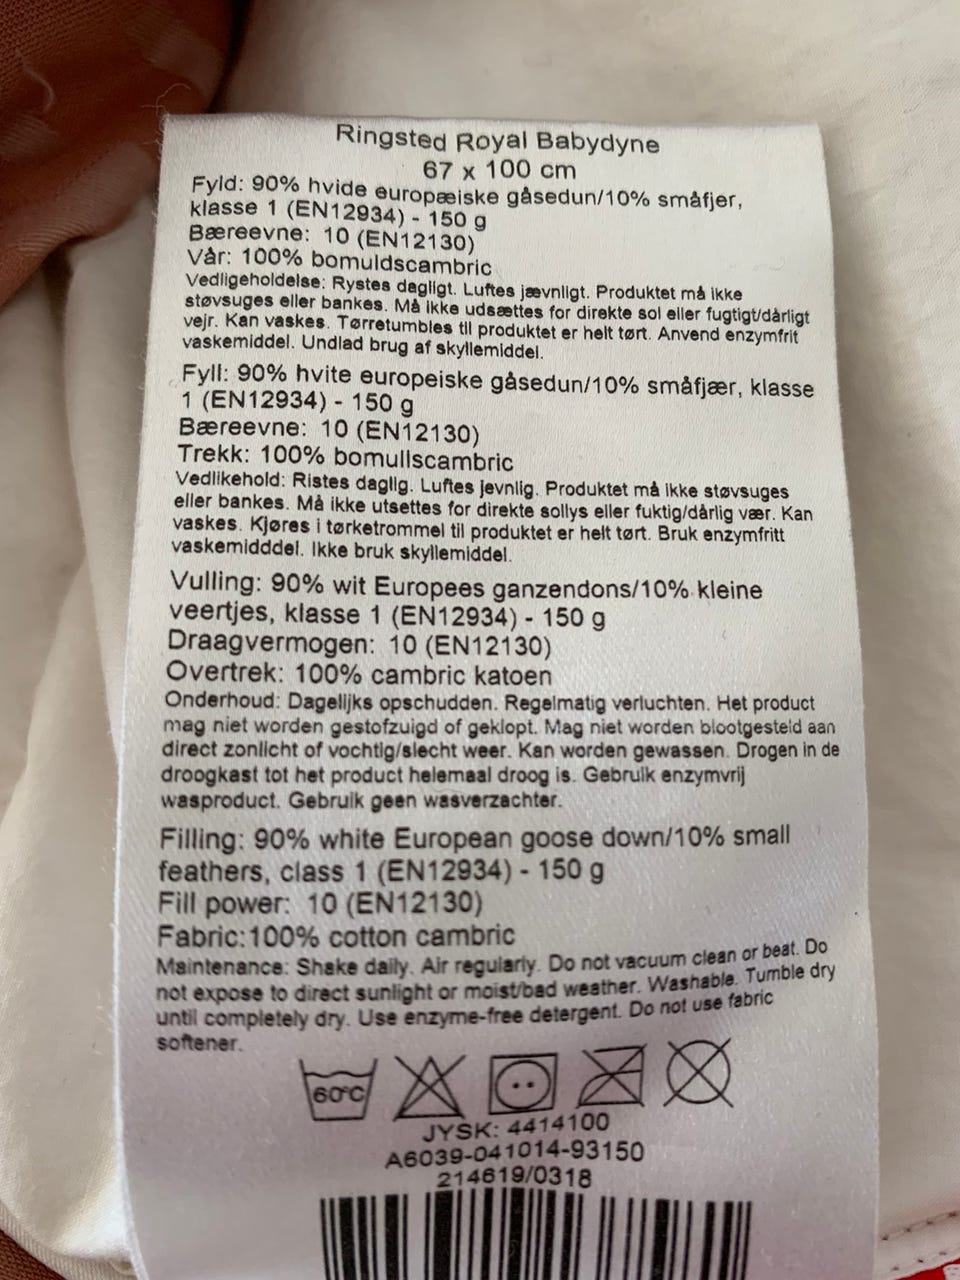 Ringsted Royal Babydyne
67 x 100 cm
Fyld: 90% hvide europæiske gåsedun/10% småfjer,
klasse 1 (EN12934) - 150 g
Bæreevne: 10 (EN12130)
Vår: 100% bomuldscambric
Vedligeholdelse: Rystes dagligt. Luftes jævnligt. Produktet må ikke
støvsuges eller bankes. Må ikke udsættes for direkte sol eller fugtigt/dårligt
vejr. Kan vaskes. Tørretumbles til produktet er helt tørt. Anvend enzymfrit
vaskemiddel. Undlad brug af skyllemiddel.
Fyll: 90% hvite europeiske gåsedun/10% småfjær, klasse
1 (EN12934) - 150 g
Bæreevne: 10 (EN12130)
Trekk: 100% bomullscambric
Vedlikehold: Ristes daglig. Luftes jevnlig. Produktet må ikke støvsuges
eller bankes. Må ikke utsettes for direkte sollys eller fuktig/dårlig vær. Kan
vaskes. Kjøres i tørketrommel til produktet er helt tørt. Bruk enzymfritt
vaskemidddel. Ikke bruk skyllemiddel.
Vulling: 90% wit Europees ganzendons/10% kleine
veertjes, klasse 1 (EN12934) - 150 g
Draagvermogen: 10 (EN12130)
Overtrek: 100% cambric katoen
Onderhoud: Dagelijks opschudden. Regelmatig verluchten. Het product
mag niet worden gestofzuigd of geklopt. Mag niet worden blootgesteld aan
direct zonlicht of vochtig/slecht weer. Kan worden gewassen. Drogen in de
droogkast tot het product helemaal droog is. Gebruik enzymvrij
wasproduct. Gebruik geen wasverzachter.
Filling: 90% white European goose down/10% small
feathers, class 1 (EN12934) - 150 g
Fill power: 10 (EN12130)
Fabric:100% cotton cambric
Maintenance: Shake daily. Air regularly. Do not vacuum clean or beat. Do
not expose to direct sunlight or moist/bad weather. Washable. Tumble dry
until completely dry. Use enzyme-free detergent. Do not use fabric
softener.
60°C
JYSK: 4414100
A6039-041014-93150
214619/0318